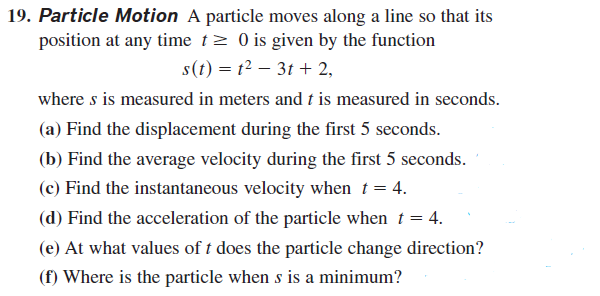 19. Particle Motion A particle moves along a line so that its
position at any time t ≥ 0 is given by the function
s(t) = t² − 3t + 2,
where s is measured in meters and t is measured in seconds.
(a) Find the displacement during the first 5 seconds.
(b) Find the average velocity during the first 5 seconds.
(c) Find the instantaneous velocity when t = 4.
(d) Find the acceleration of the particle when t = 4.
(e) At what values of t does the particle change direction?
(f) Where is the particle when s is a minimum?